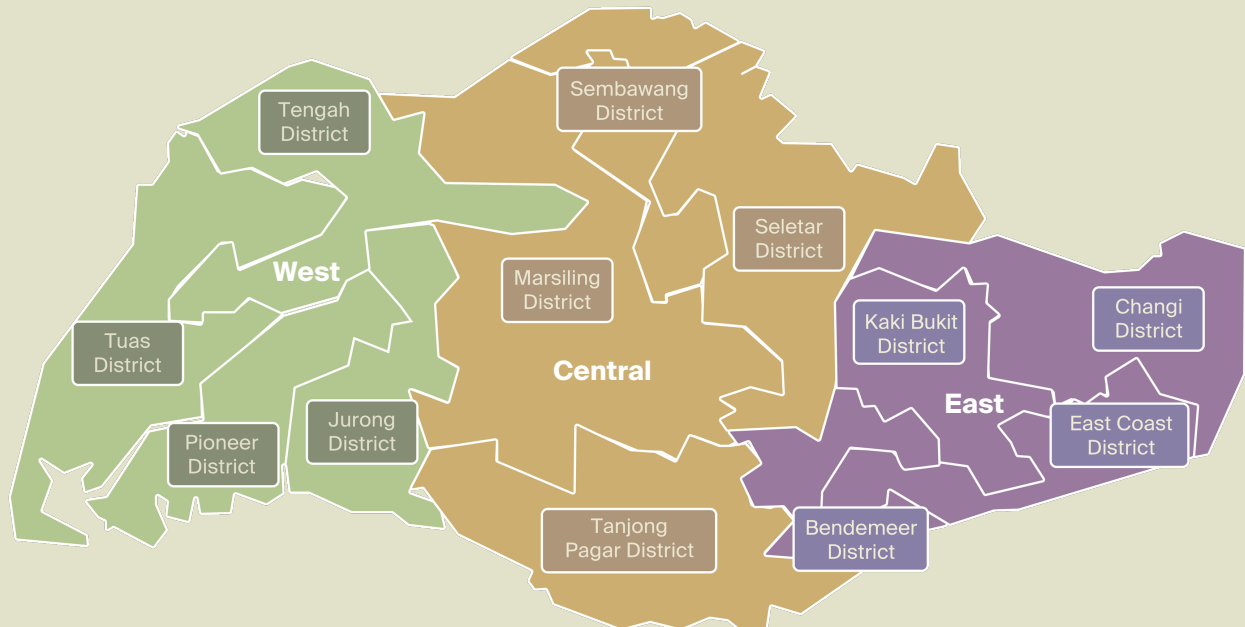 Sembawang
District
Tengah
District
Seletar
District
West
Marsiling
District
Changi
District
Kaki Bukit
District
Tuas
District
Central
East
Jurong
District
East Coast
District
Pioneer
District
Tanjong
Pagar District
Bendemeer
District